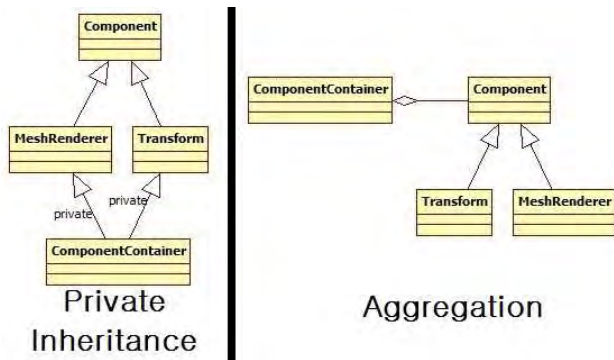 Component
MeshRenderer
Transform
private
private
ComponentContainer
Private
Inheritance
ComponentContainer
Component
Transform
MeshRenderer
Aggregation